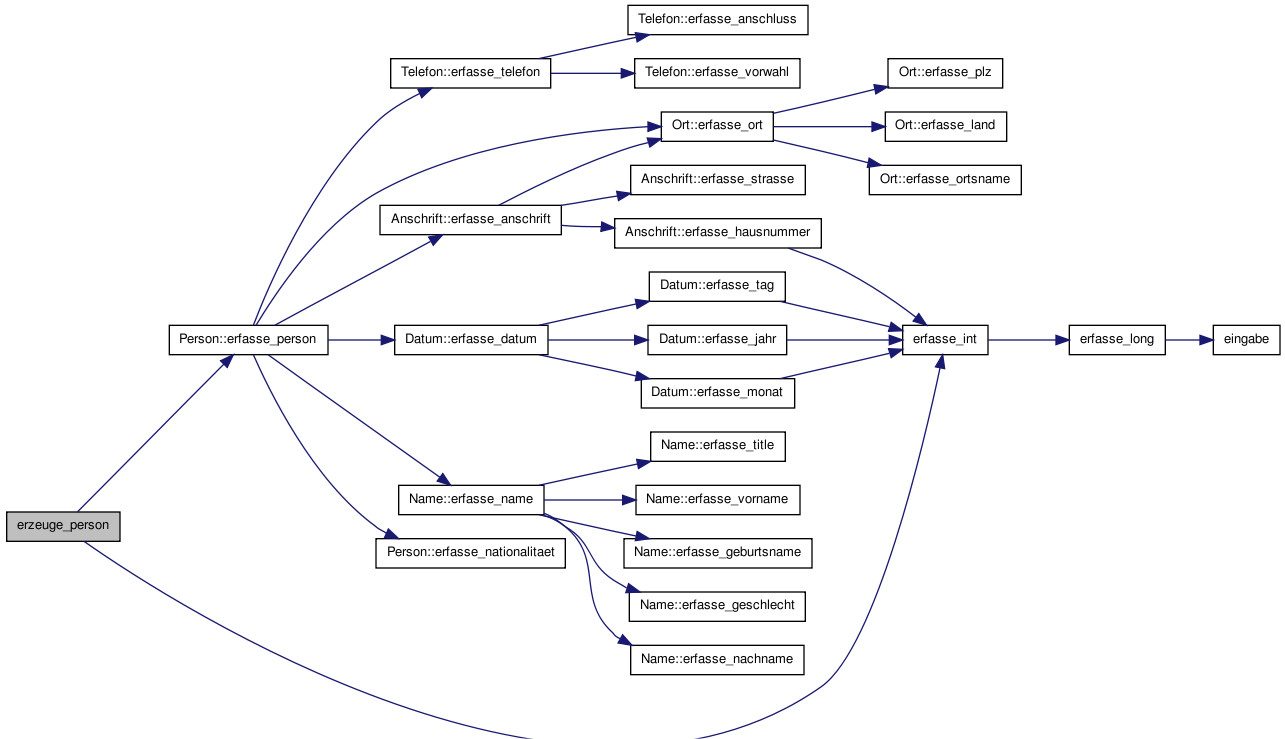 Telefon::erfasse_anschluss
Telefon::erfasse_telefon
Telefon::erfasse_vorwahl
Ort::erfasse_plz
Ort::erfasse_ort
Ort::erfasse_land
Anschrift::erfasse_strasse
Ort::erfasse_ortsname
Anschrift::erfasse_anschrift
Anschrift::erfasse_hausnummer
Datum::erfasse_tag
Person::erfasse_person
Datum::erfasse_datum
Datum::erfasse_jahr
erfasse_int
erfasse_long
eingabe
Datum::erfasse_monat
Name::erfasse_title
Name::erfasse_name
Name::erfasse_vorname
erzeuge_person
Person::erfasse_nationalitaet
Name::erfasse_geburtsname
Name::erfasse_geschlecht
Name::erfasse_nachname